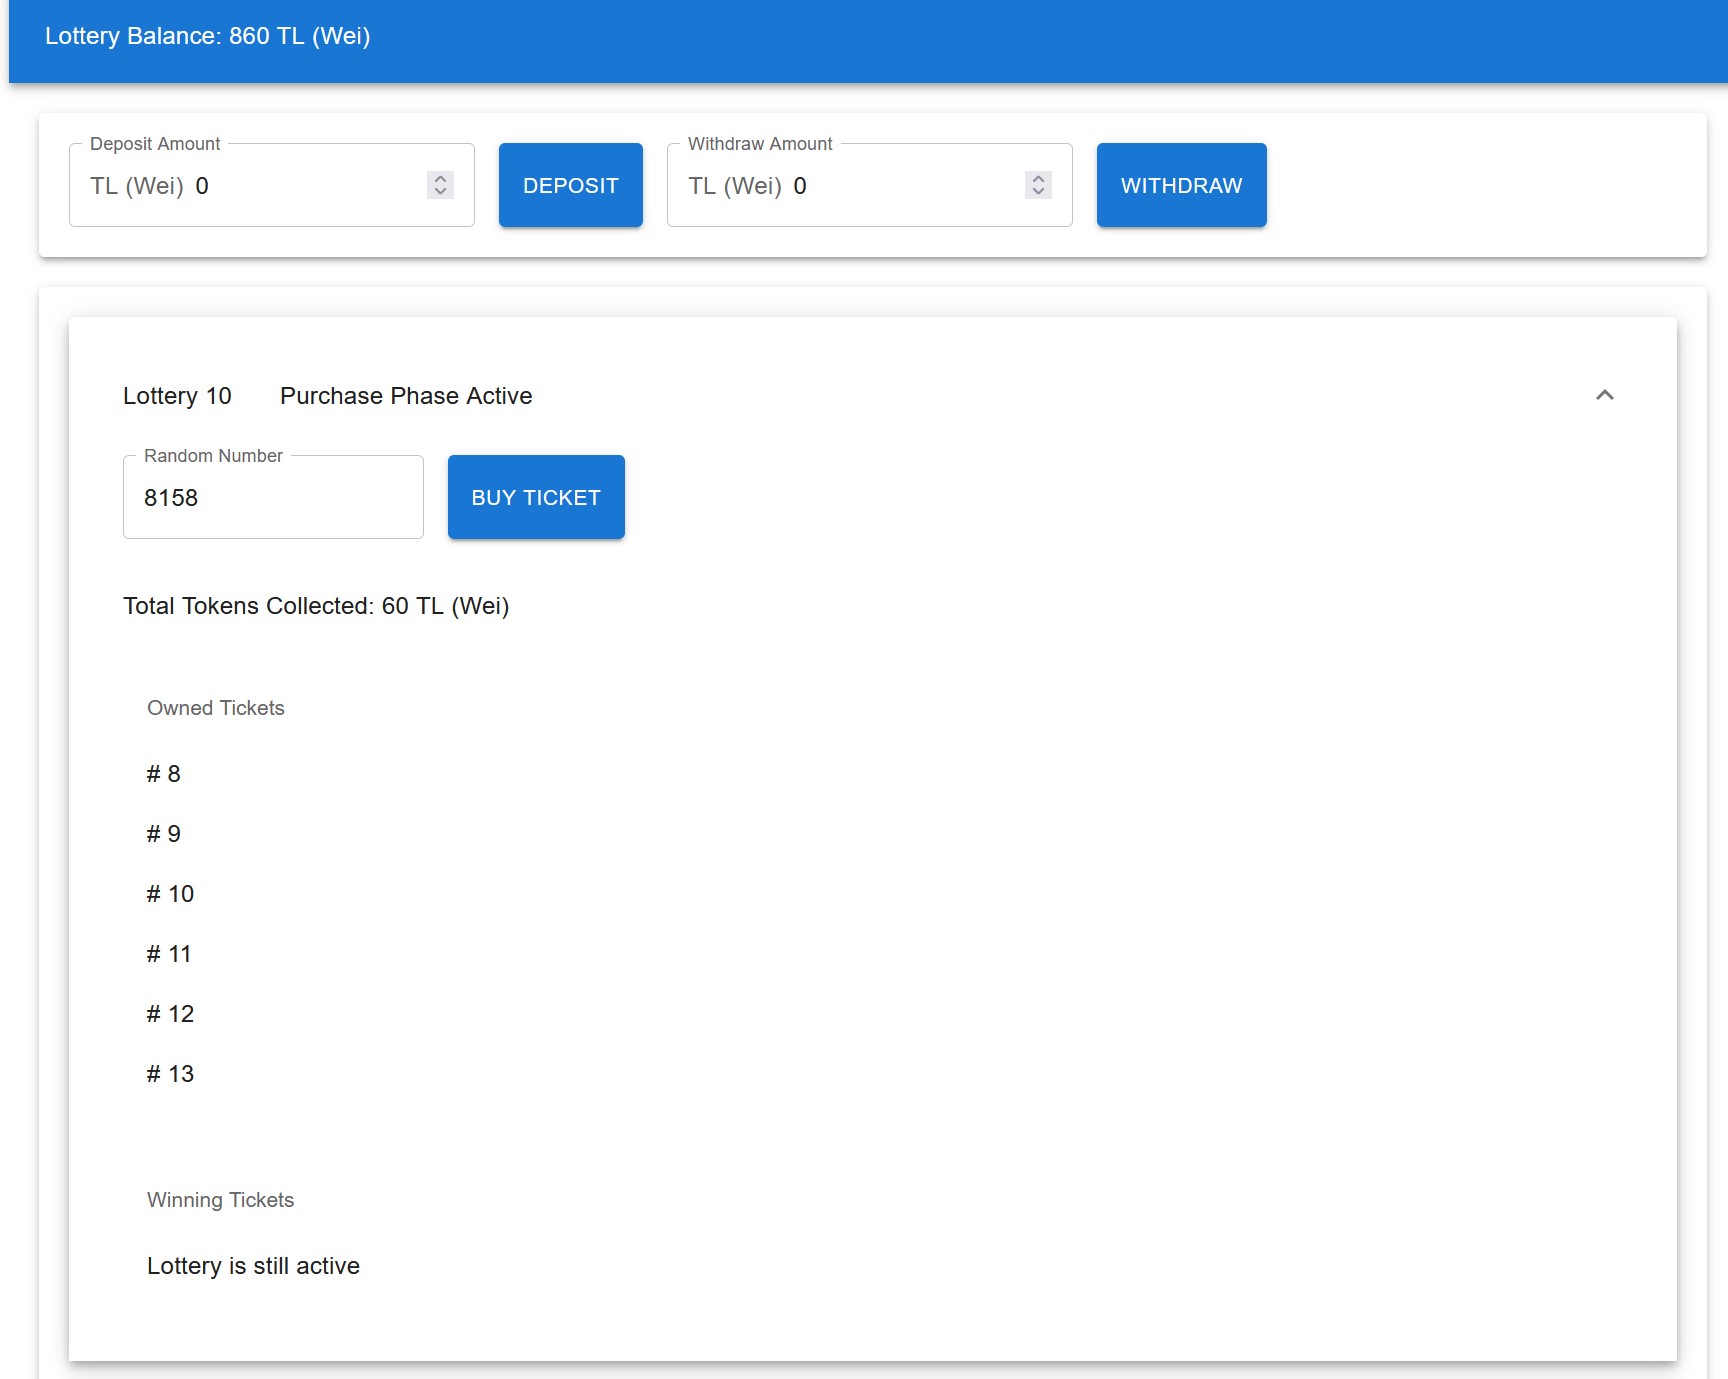 Lottery Balance: 860 TL (Wei)
Deposit Amount
TL (Wei) 0
DEPOSIT
Withdraw Amount
TL (Wei) 0
WITHDRAW
Lottery 10 Purchase Phase Active
Random Number
8158
BUY TICKET
Total Tokens Collected: 60 TL (Wei)
Owned Tickets
# 8
# 9
# 10
# 11
# 12
# 13
Winning Tickets
Lottery is still active